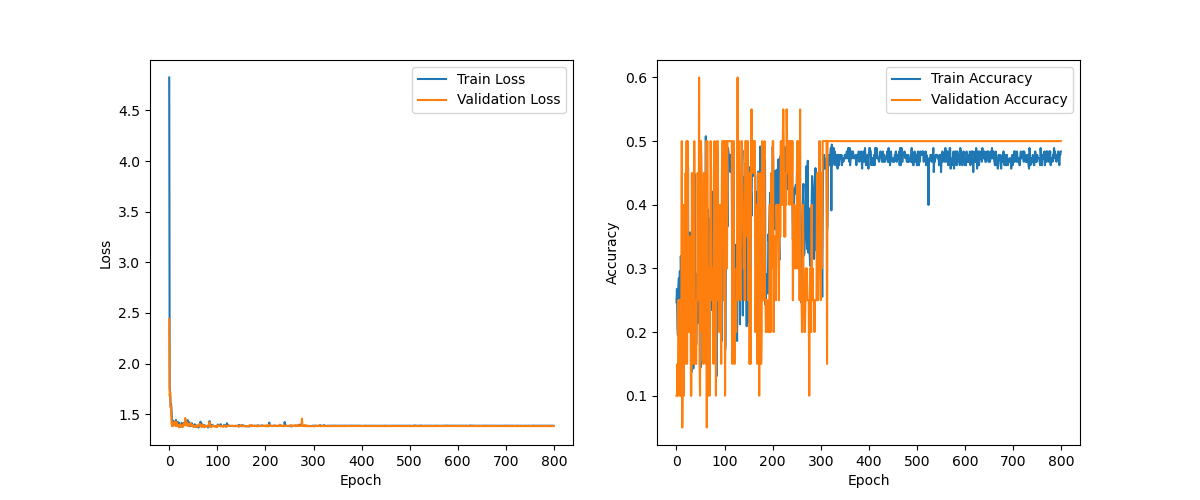 Train Loss
Validation Loss
4.5
4.0
3.5
3.0
2.5
2.0
1.5
Loss
0 100 200 300 400 500 600 700 800
Epoch
Train Accuracy
Validation Accuracy
0.6
0.5
0.4
0.3
0.2
0.1
Accuracy
0 100 200 300 400 500 600 700 800
Epoch